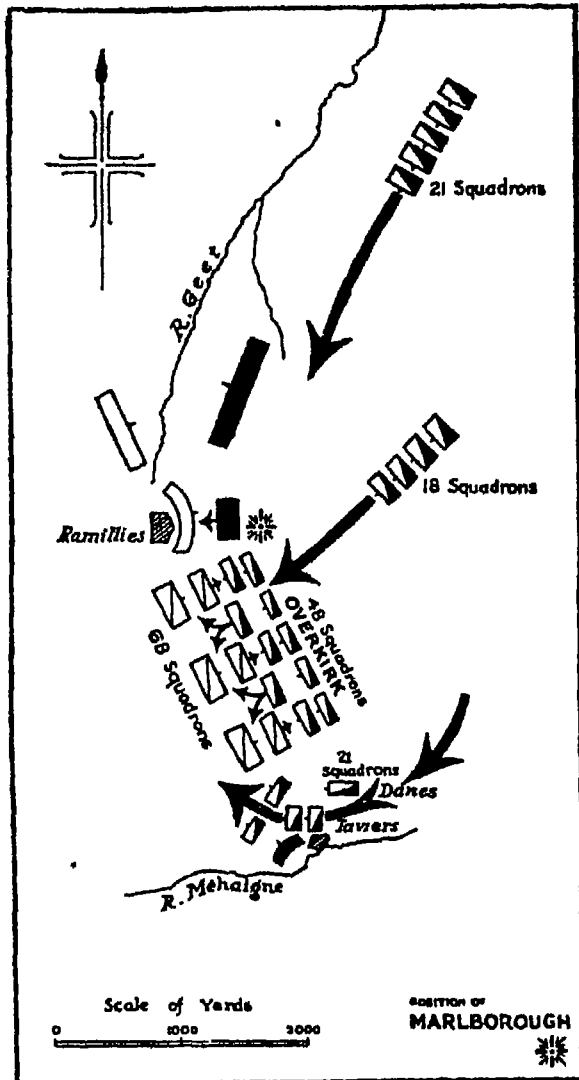 21 Squadrons
R. Geet
18 Squadrons
Ramillies
68 Squadrons
48 Squadrons
OVERKIRK
21
squadrons
Danes
Taviers
R. Méhaigne
Scale of Yards
0 1000 2000
POSITION OF
MARLBOROUGH